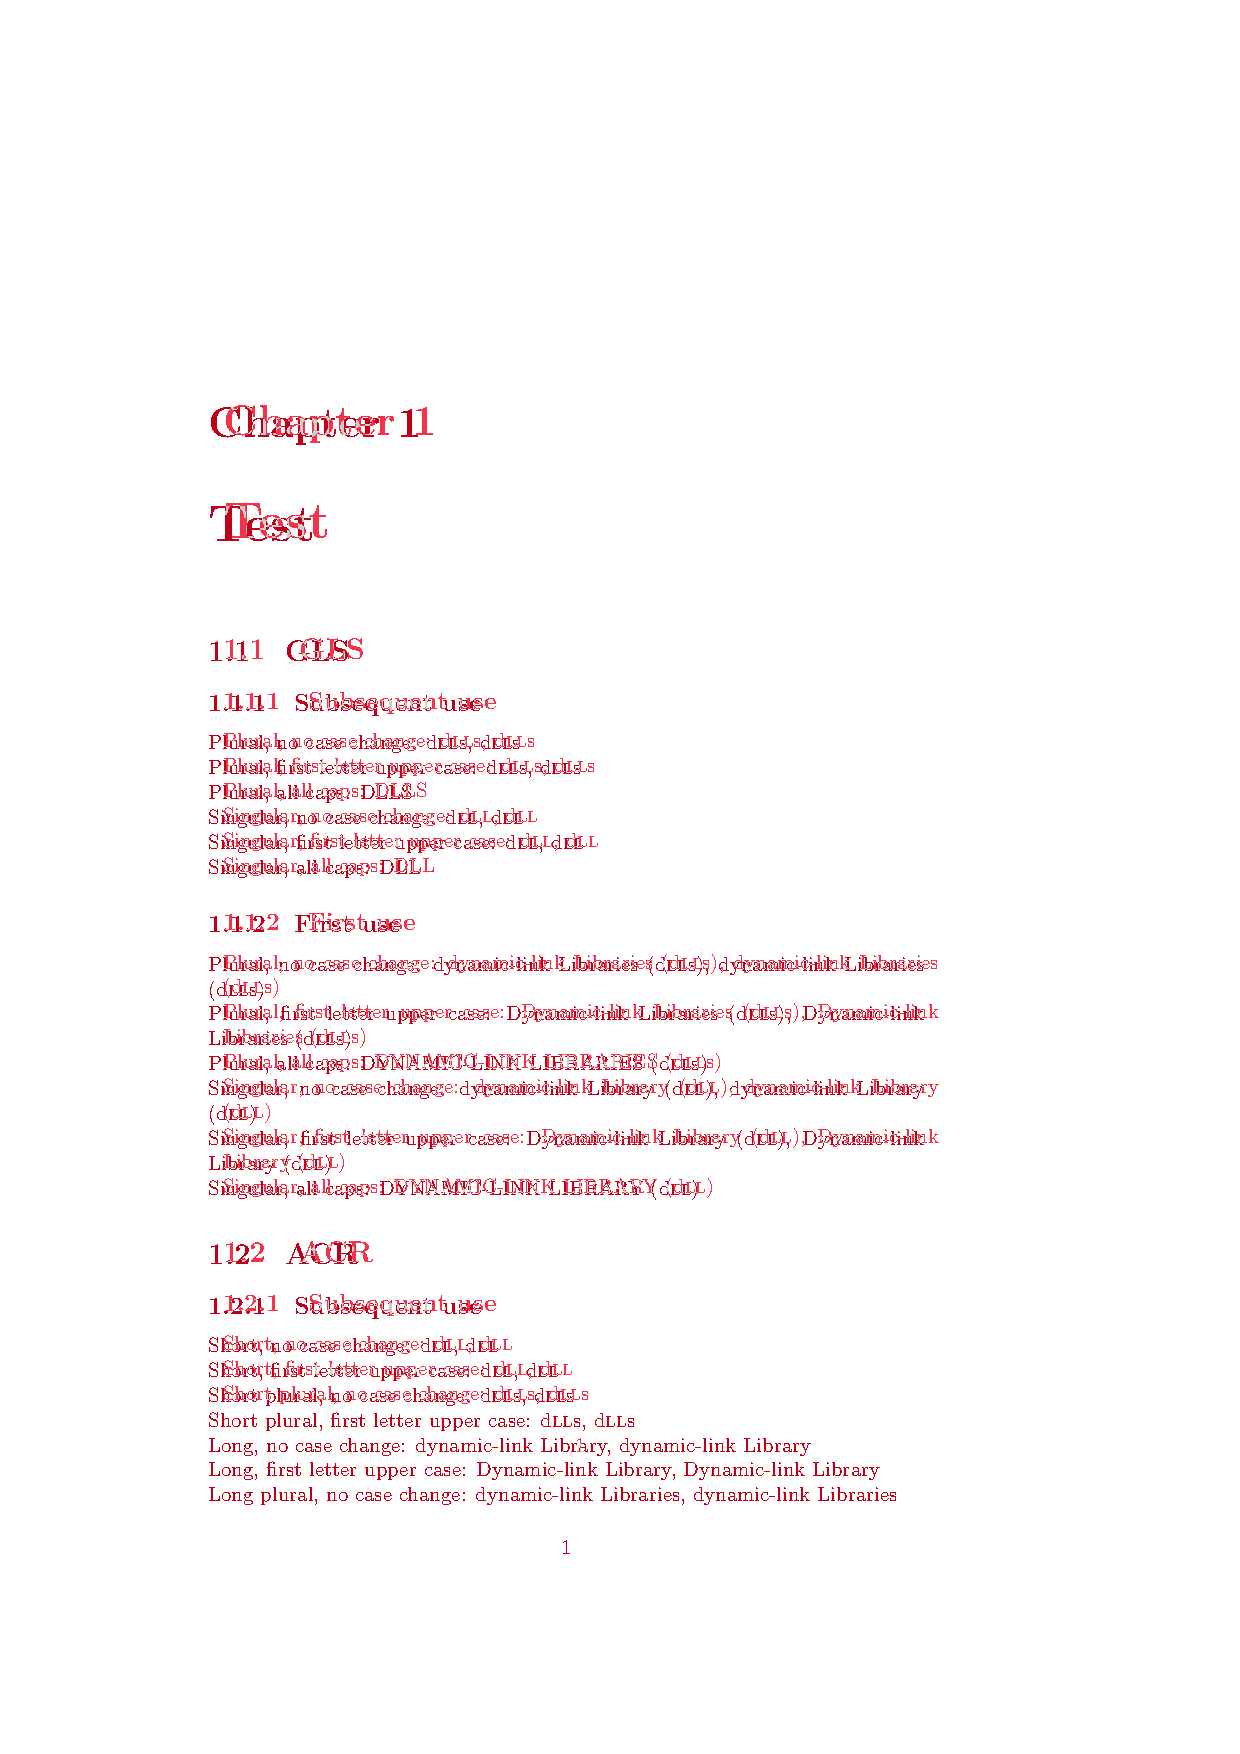 Chapter 1
Test
1.1 GLS
1.1.1 Subsequent use
Plural, no case change: dLLs, dLLs
Plural, first letter upper case: dLLs, dLLs
Plural, all caps: DLLS
Singular, no case change: dLL, dLL
Singular, first letter upper case: dLL, dLL
Singular, all caps: DLL
1.1.2 First use
Plural, no case change: dynamic-link Libraries (dLLs), dynamic-link Libraries
(dLLs)
Plural, first letter upper case: Dynamic-link Libraries (dLLs), Dynamic-link
Libraries (dLLs)
Plural, all caps: DYNAMIC-LINK LIBRARIES (dLLs)
Singular, no case change: dynamic-link Library (dLL), dynamic-link Library
(dLL)
Singular, first letter upper case: Dynamic-link Library (dLL), Dynamic-link
Library (dLL)
Singular, all caps: DYNAMIC-LINK LIBRARY (dLL)
1.2 ACR
1.2.1 Subsequent use
Short, no case change: dLL, dLL
Short, first letter upper case: dLL, dLL
Short plural, no case change: dLLs, dLLs
Short plural, first letter upper case: dLLs, dLLs
Long, no case change: dynamic-link Library, dynamic-link Library
Long, first letter upper case: Dynamic-link Library, Dynamic-link Library
Long plural, no case change: dynamic-link Libraries, dynamic-link Libraries
1